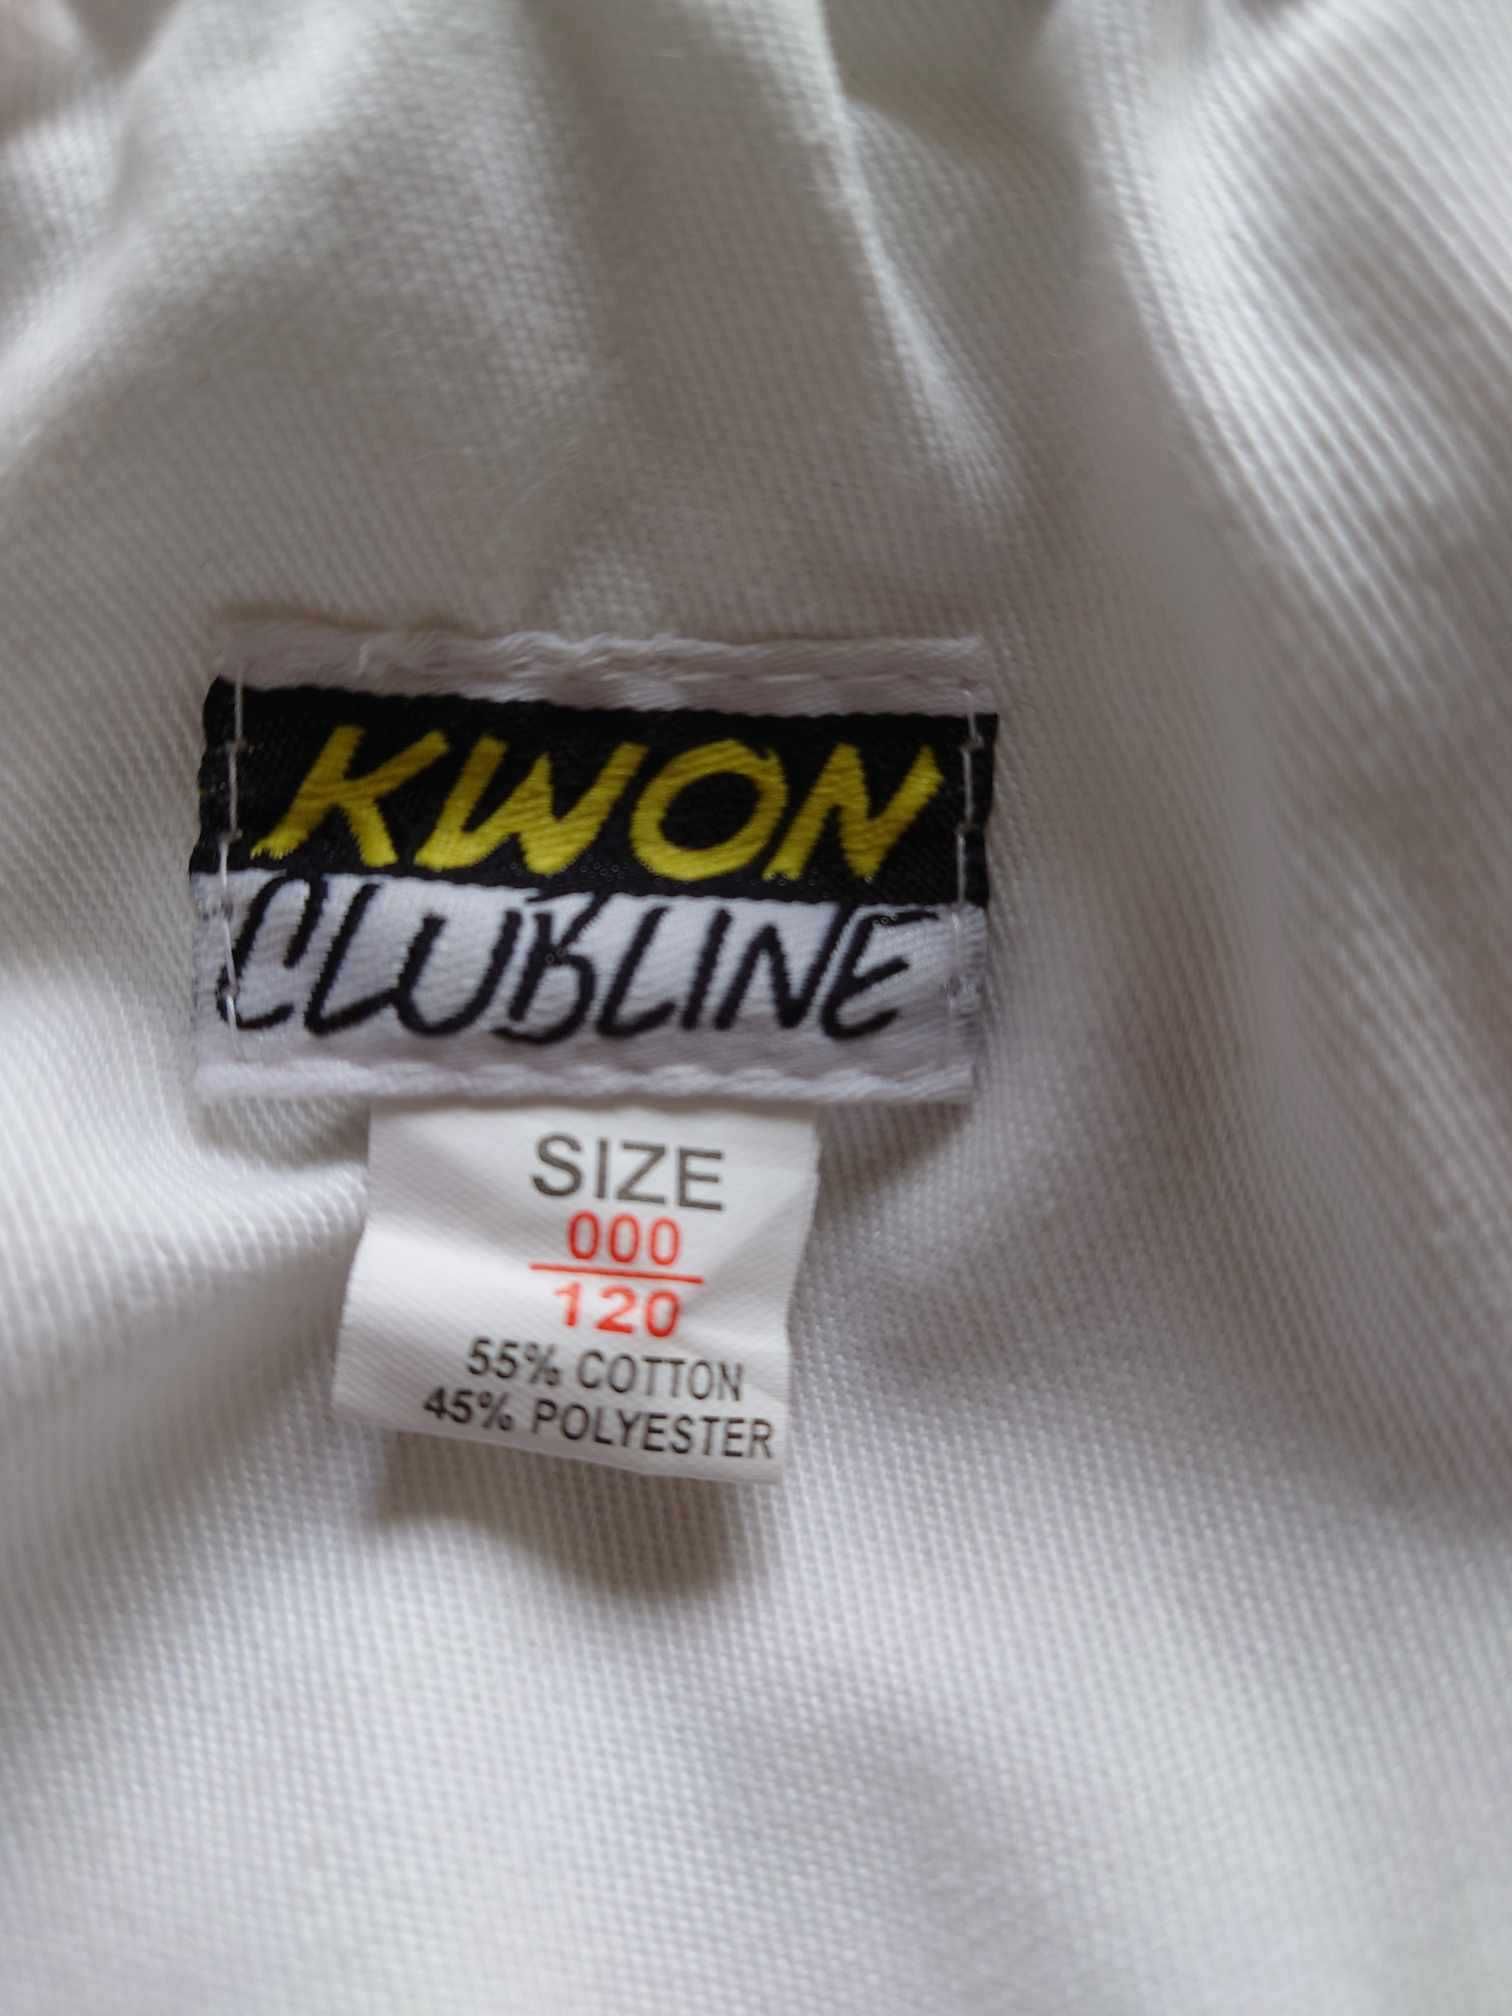 KWON
CLUBLINE
SIZE
000
120
55% COTTON
45% POLYESTER